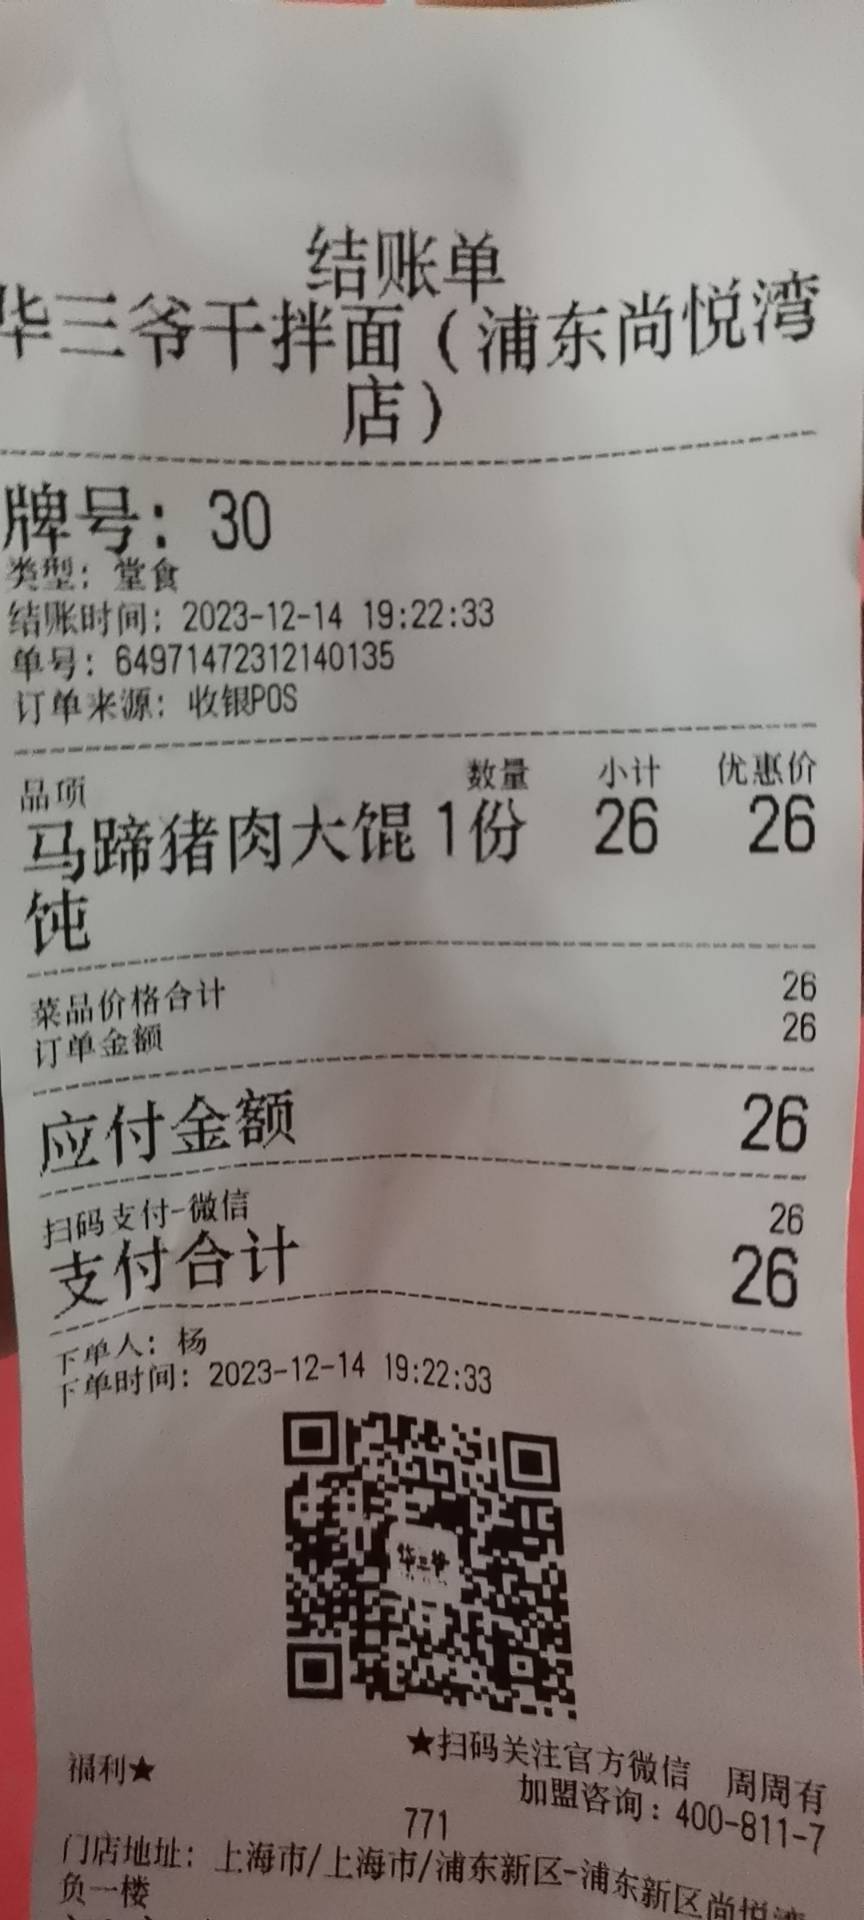 结账单
华三爷干拌面(浦东尚悦湾
店)
牌号: 30
类型: 堂食
结账时间: 2023-12-14 19:22:33
单号: 64971472312140135
订单来源: 收银POS
品项 数量 小计 优惠价
马蹄猪肉大馄 1份 26 26
饨
菜品价格合计 26
订单金额 26
应付金额 26
扫码支付-微信 26
支付合计 26
下单人: 杨
下单时间: 2023-12-14 19:22:33
华三爷
★扫码关注官方微信 周周有
福利★
加盟咨询: 400-811-7
771
门店地址: 上海市/上海市/浦东新区-浦东新区尚悦湾
负一楼